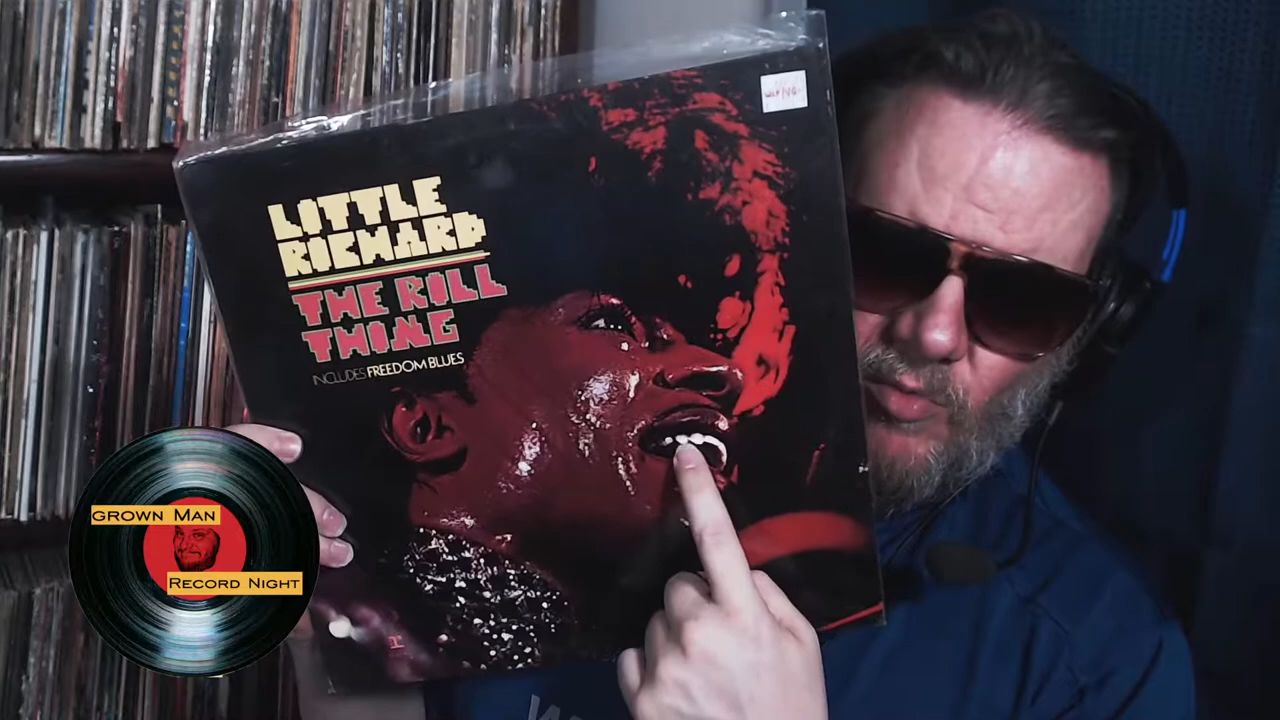 LITTLE
RICHARD
THE RILL
THING
INCLUDES FREEDOM BLUES
GROWN MAN
RECORD NIGHT